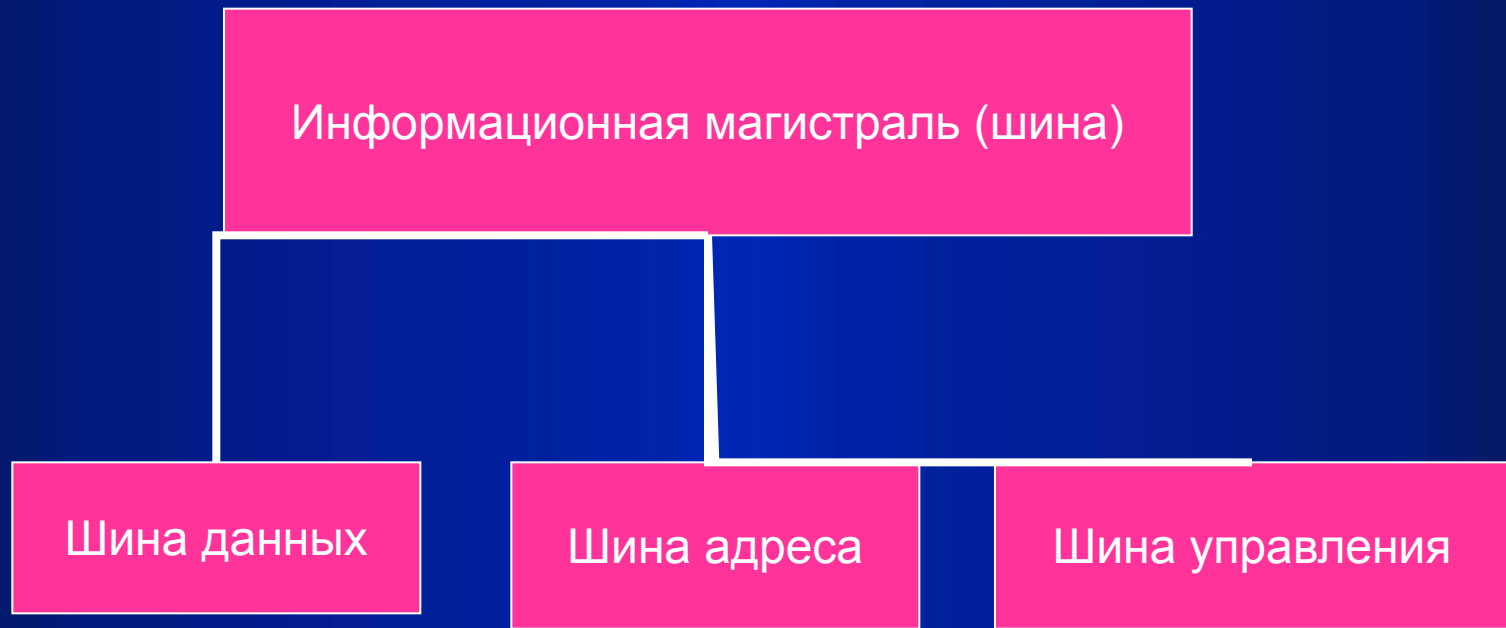 Информационная магистраль (шина)
Шина данных
Шина адреса
Шина управления